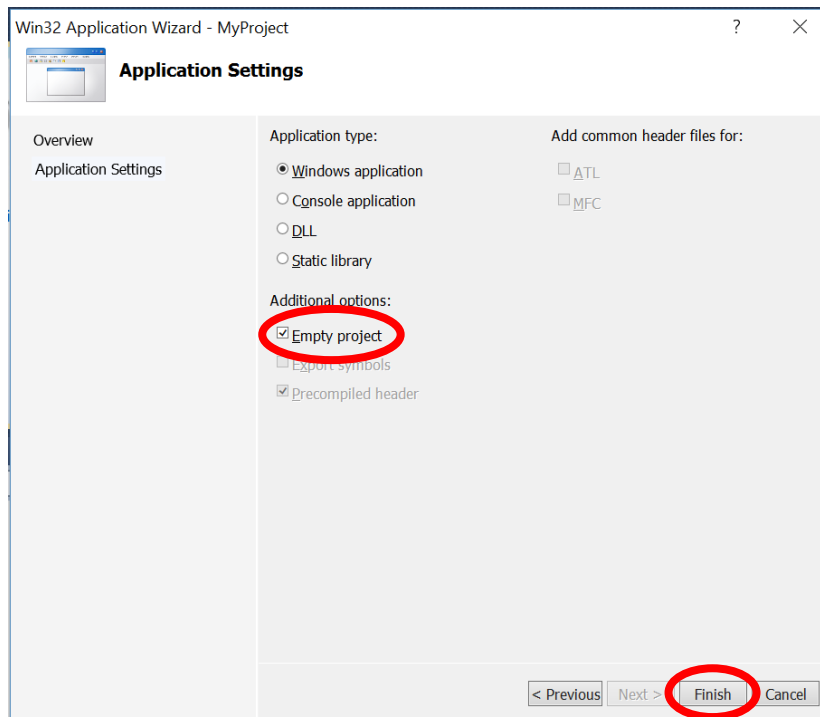 Win32 Application Wizard - MyProject ?
Application Settings
Overview
Application Settings
Application type:
Windows application
Console application
DLL
Static library
Additional options:
Empty project
Export symbols
Precompiled header
Add common header files for:
ATL
MFC
< Previous Next > Finish Cancel